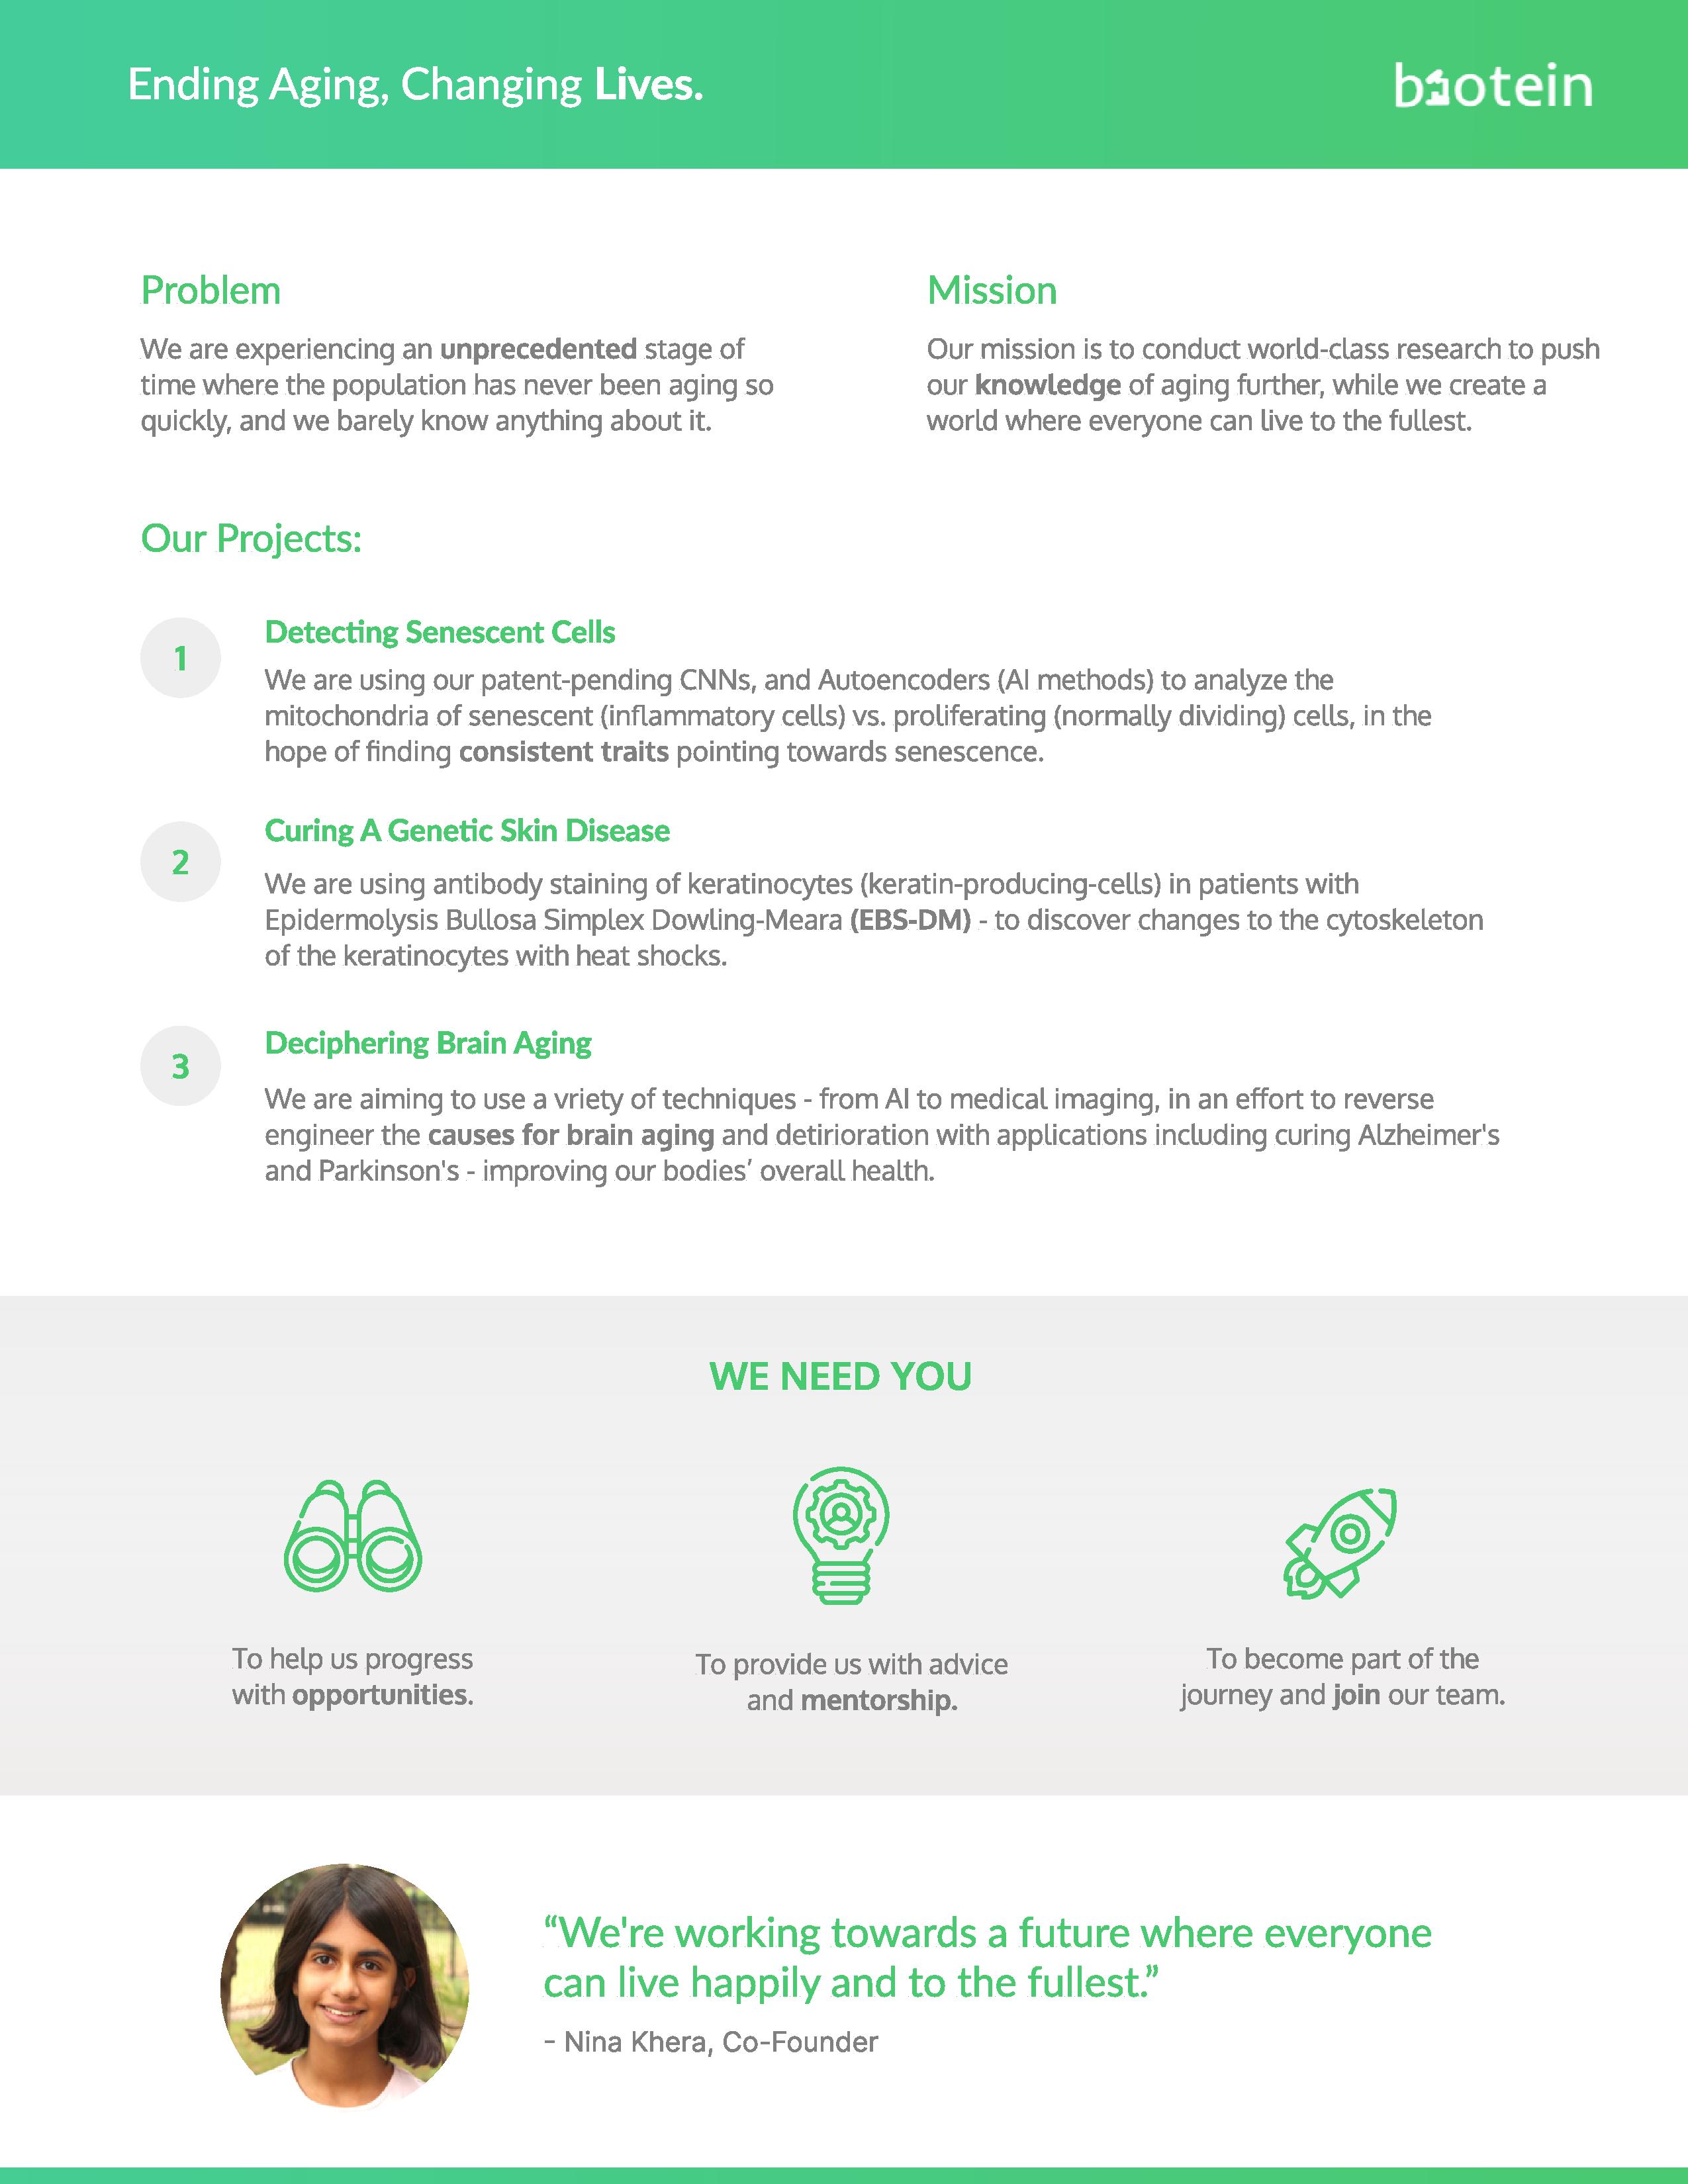 Ending Aging, Changing Lives.
biotein
Problem
We are experiencing an unprecedented stage of
time where the population has never been aging so
quickly, and we barely know anything about it.
Mission
Our mission is to conduct world-class research to push
our knowledge of aging further, while we create a
world where everyone can live to the fullest.
Our Projects:
1
Detecting Senescent Cells
We are using our patent-pending CNNs, and Autoencoders (AI methods) to analyze the
mitochondria of senescent (inflammatory cells) vs. proliferating (normally dividing) cells, in the
hope of finding consistent traits pointing towards senescence.
2
Curing A Genetic Skin Disease
We are using antibody staining of keratinocytes (keratin-producing-cells) in patients with
Epidermolysis Bullosa Simplex Dowling-Meara (EBS-DM) - to discover changes to the cytoskeleton
of the keratinocytes with heat shocks.
3
Deciphering Brain Aging
We are aiming to use a vriety of techniques - from AI to medical imaging, in an effort to reverse
engineer the causes for brain aging and detirioration with applications including curing Alzheimer's
and Parkinson's - improving our bodies’ overall health.
WE NEED YOU
To help us progress
with opportunities.
To provide us with advice
and mentorship.
To become part of the
journey and join our team.
“We're working towards a future where everyone
can live happily and to the fullest.”
- Nina Khera, Co-Founder